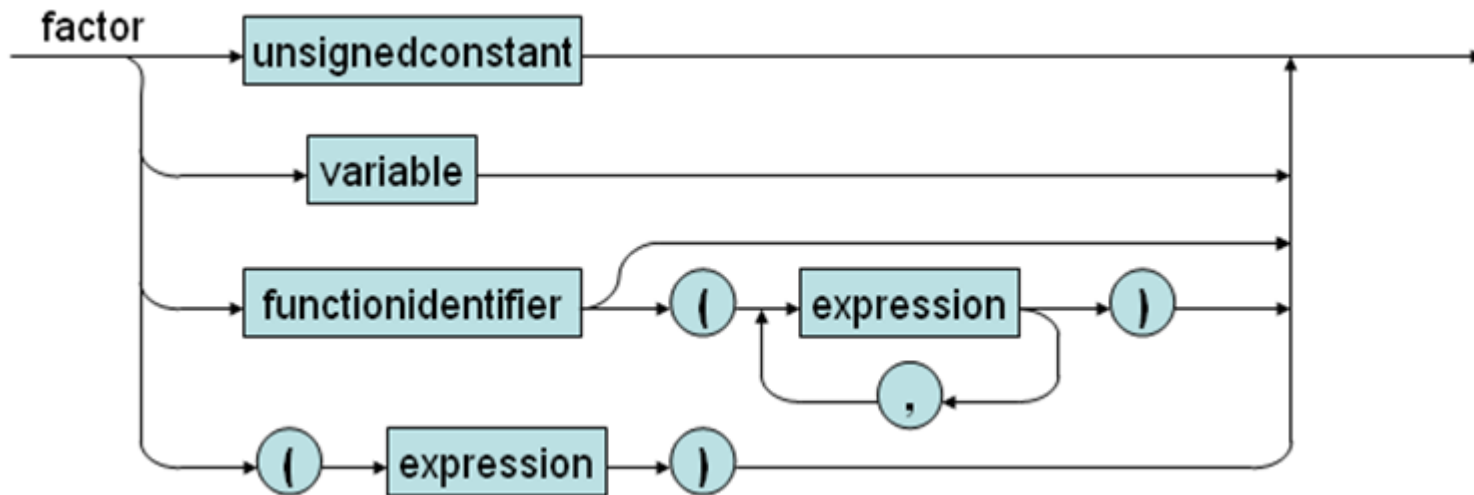 factor
unsignedconstant
variable
functionidentifier ( expression )
,
( expression )